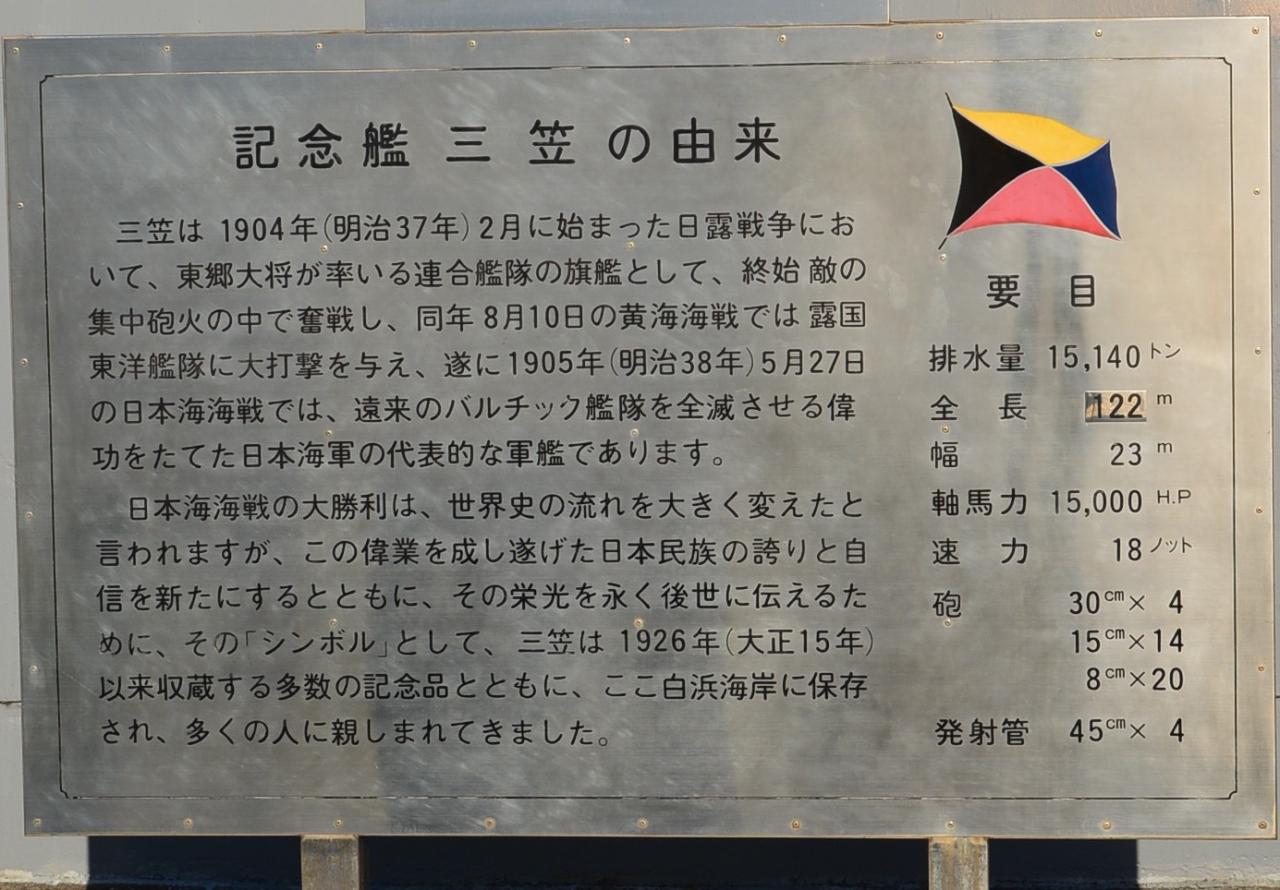 記念艦 三笠の由来
三笠は 1904年(明治37年)2月に始まった日露戦争にお
いて、東郷大将が率いる連合艦隊の旗艦として、終始 敵の
集中砲火の中で奮戦し、同年 8月10日の黄海海戦では 露国
東洋艦隊に大打撃を与え、遂に1905年(明治38年)5月27日
の日本海海戦では、遠来のバルチック艦隊を全滅させる偉
功をたてた日本海軍の代表的な軍艦であります。
日本海海戦の大勝利は、世界史の流れを大きく変えたと
言われますが、この偉業を成し遂げた日本民族の誇りと自
信を新たにするとともに、その栄光を永く後世に伝えるた
めに、その「シンボル」として、三笠は 1926年(大正15年)
以来収蔵する多数の記念品とともに、ここ白浜海岸に保存
され、多くの人に親しまれてきました。
要 目
排水量 15,140トン
全 長 122 m
幅 23 m
軸馬力 15,000 H.P
速 力 18ノット
砲 30cm× 4
15cm×14
8cm×20
発射管 45cm× 4